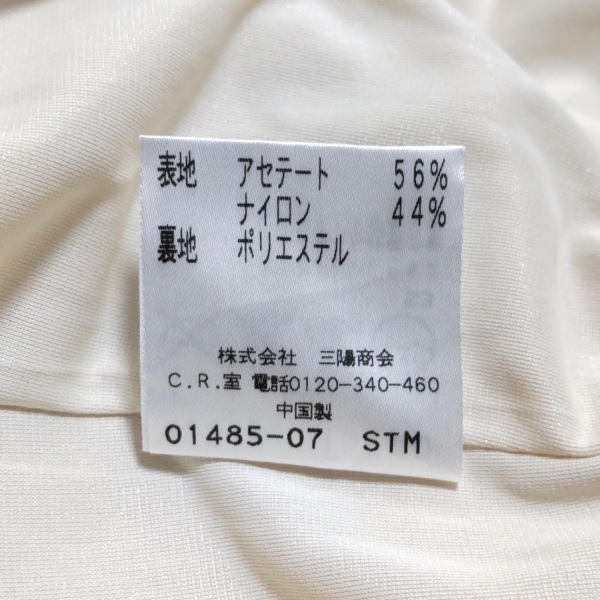 表地 アセテート 56%
ナイロン 44%
裏地 ポリエステル
株式会社 三陽商会
C.R.室 電話0120-340-460
中国製
01485-07 STM